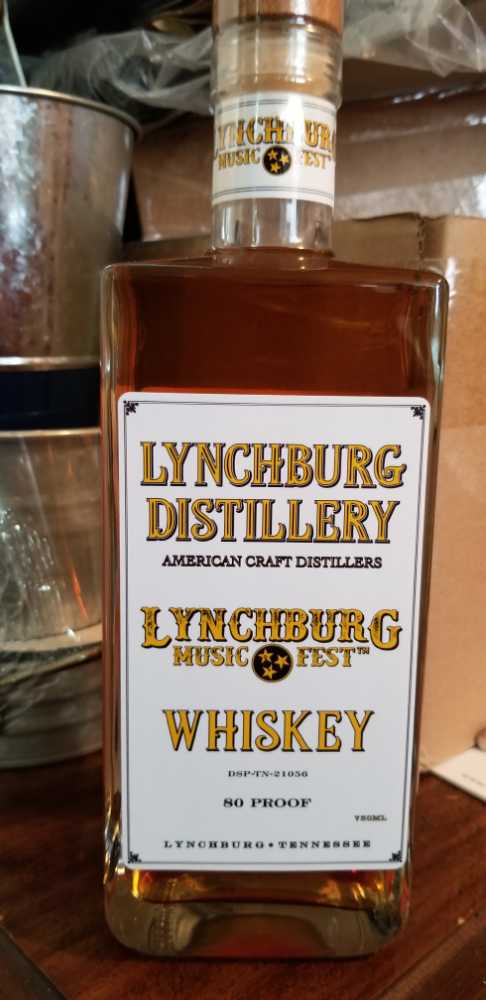 LYNCHBURG
MUSIC FEST
LYNCHBURG
DISTILLERY
AMERICAN CRAFT DISTILLERS
LYNCHBURG
MUSIC FEST™
WHISKEY
DSP-TN-21056
80 PROOF
750ML
LYNCHBURG • TENNESSEE